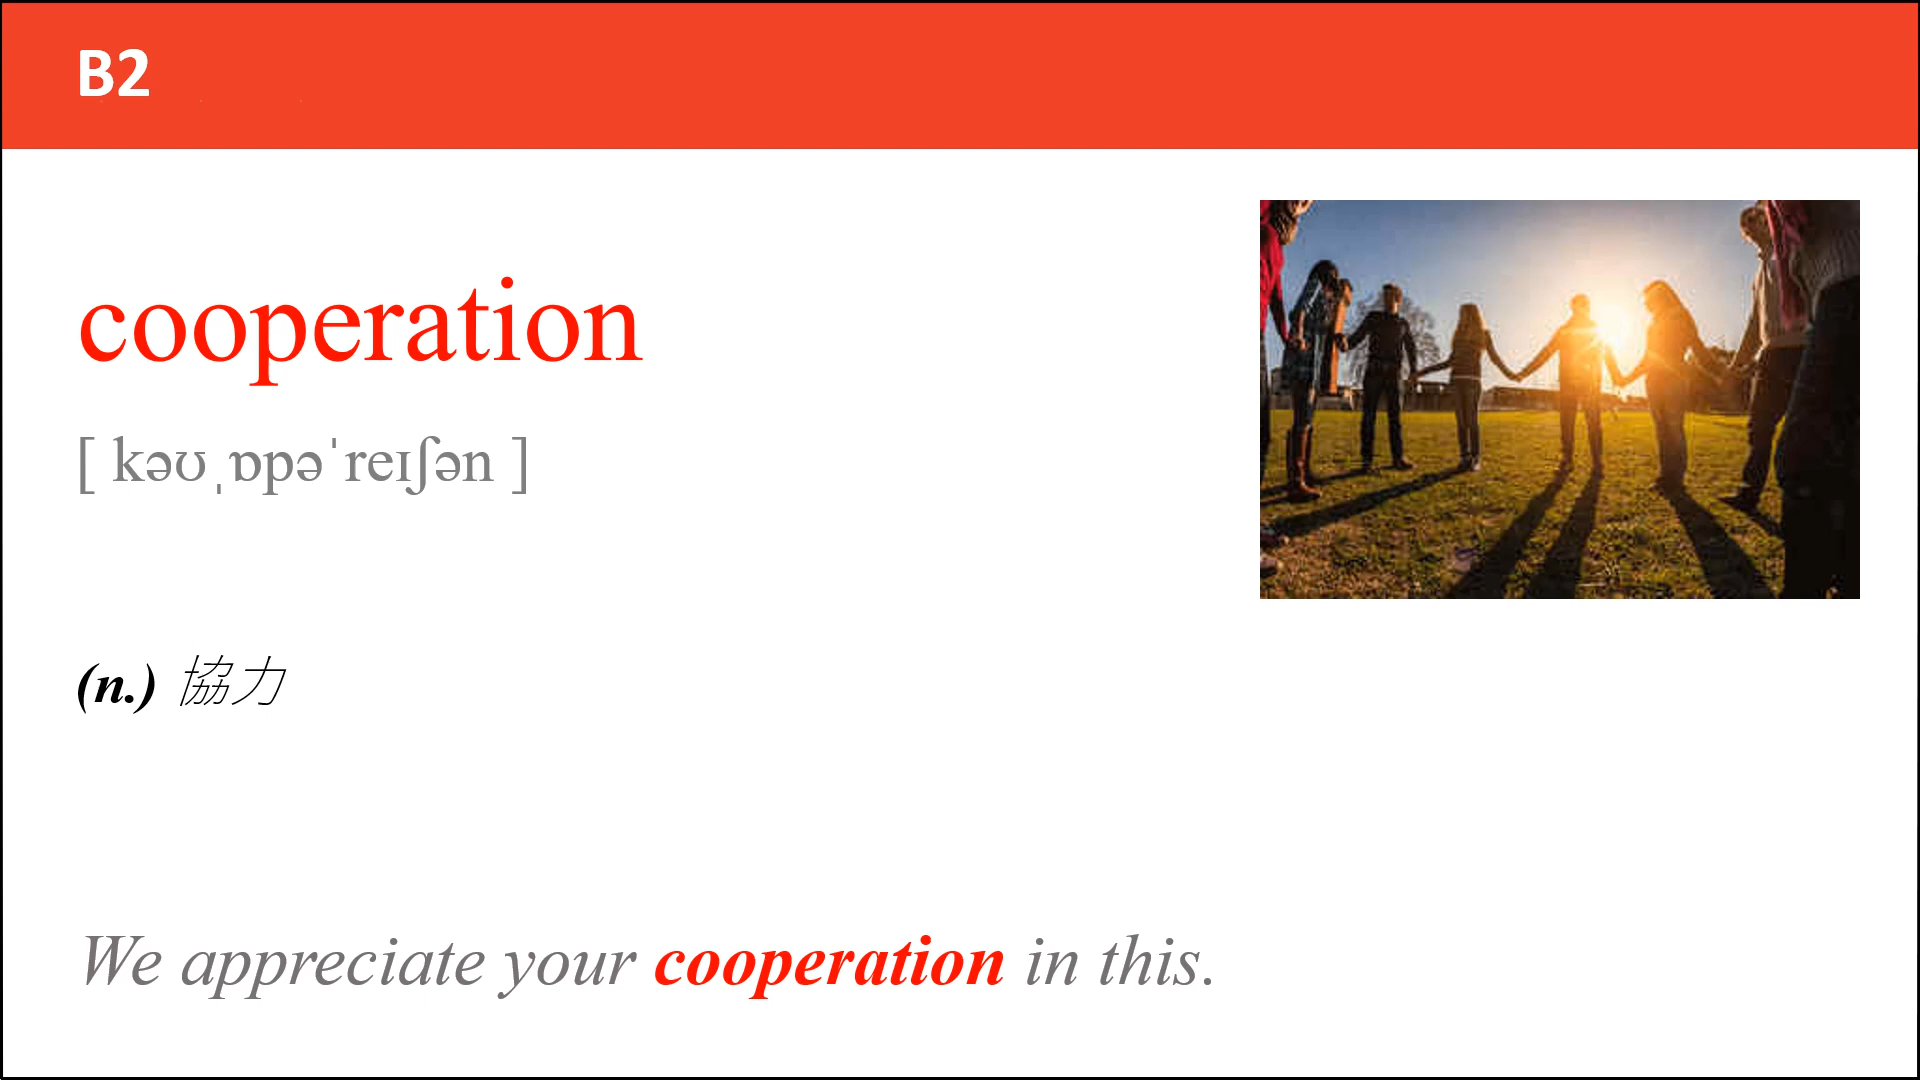 B2
cooperation
[ kəʊˌɒpəˈreɪʃən ]
(n.) 協力
We appreciate your cooperation in this.